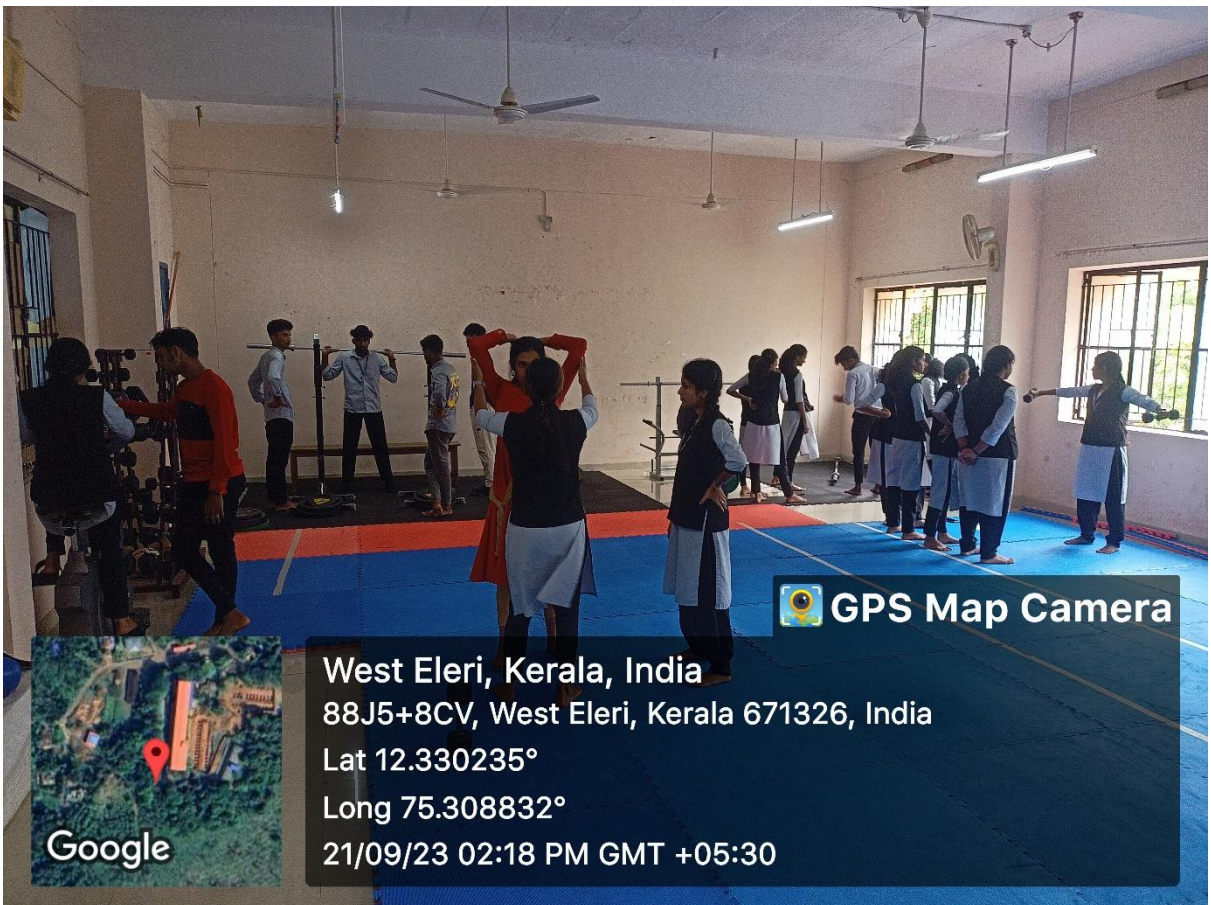 GPS Map Camera
West Eleri, Kerala, India
88J5+8CV, West Eleri, Kerala 671326, India
Lat 12.330235°
Long 75.308832°
21/09/23 02:18 PM GMT +05:30
Google